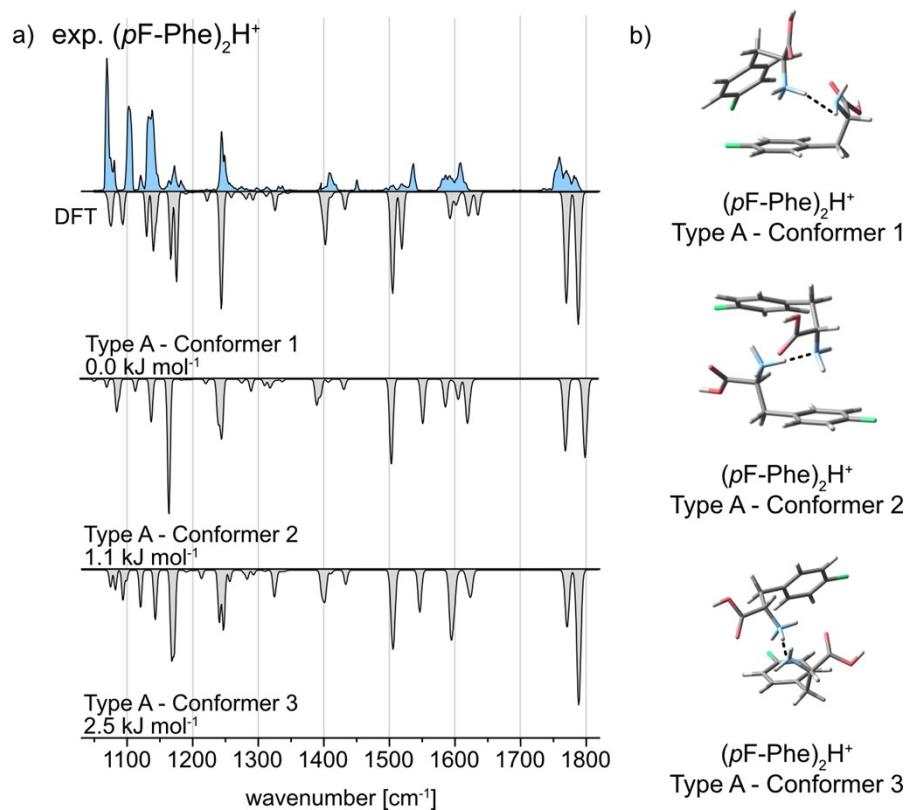 a) exp. (pF-Phe)₂H⁺
DFT
Type A - Conformer 1
0.0 kJ mol⁻¹
Type A - Conformer 2
1.1 kJ mol⁻¹
Type A - Conformer 3
2.5 kJ mol⁻¹
1100 1200 1300 1400 1500 1600 1700 1800
wavenumber [cm⁻¹]
b)
(pF-Phe)₂H⁺
Type A - Conformer 1
(pF-Phe)₂H⁺
Type A - Conformer 2
(pF-Phe)₂H⁺
Type A - Conformer 3